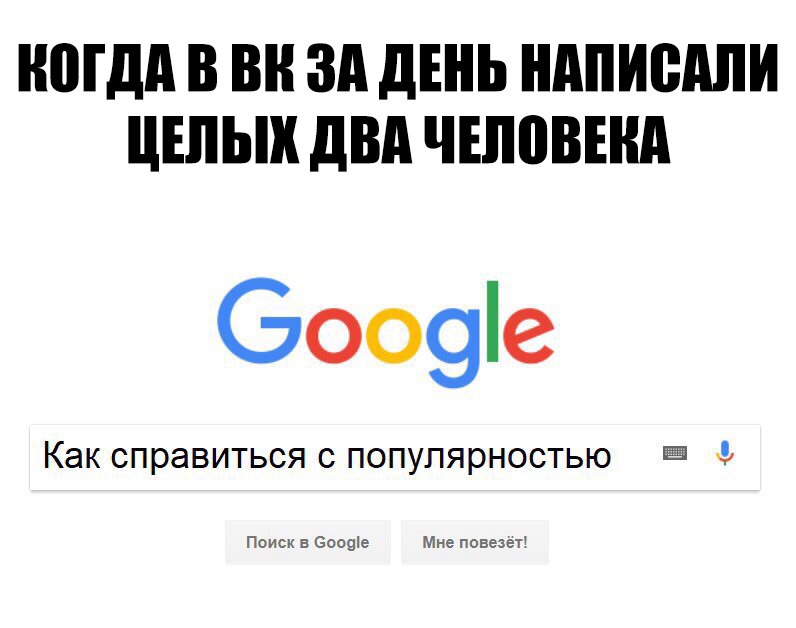 КОГДА В ВК ЗА ДЕНЬ НАПИСАЛИ
ЦЕЛЫХ ДВА ЧЕЛОВЕКА
Google
Как справиться с популярностью
Поиск в Google Мне повезёт!